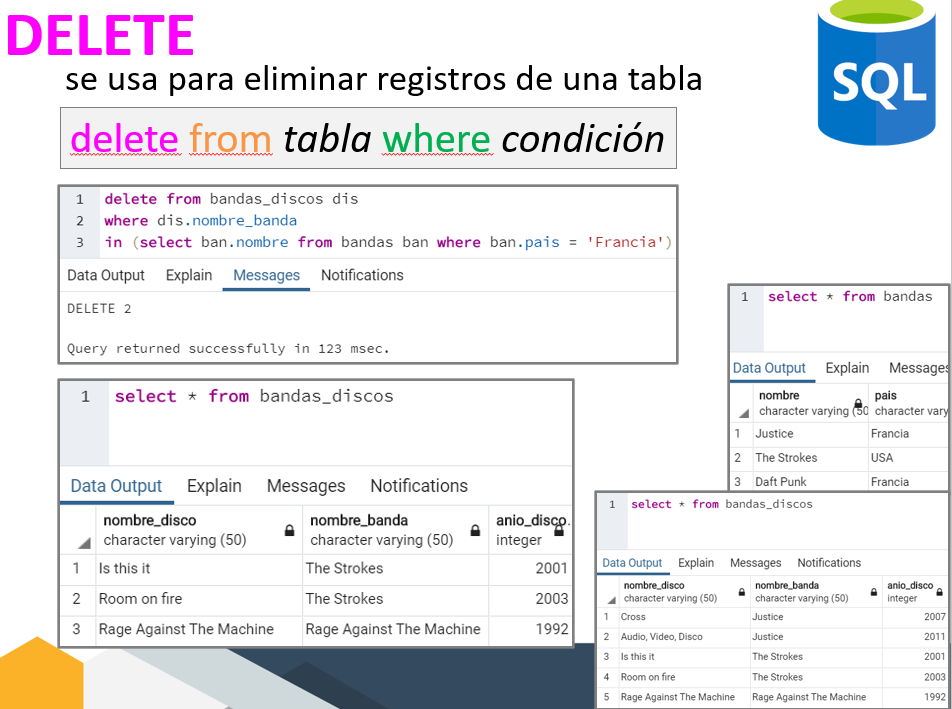 DELETE
se usa para eliminar registros de una tabla
SQL
delete from tabla where condición
1 delete from bandas_discos dis
2 where dis.nombre_banda
3 in (select ban.nombre from bandas ban where ban.pais = 'Francia')
Data Output Explain Messages Notifications
DELETE 2
Query returned successfully in 123 msec.
1 select * from bandas_discos
Data Output Explain Messages Notifications
nombre_disco nombre_banda anio_disco
character varying (50) character varying (50) integer
1 Is this it The Strokes 2001
2 Room on fire The Strokes 2003
3 Rage Against The Machine Rage Against The Machine 1992
1 select * from bandas
Data Output Explain Messages
nombre pais
character varying (50 character vary
1 Justice Francia
2 The Strokes USA
3 Daft Punk Francia
1 select * from bandas_discos
Data Output Explain Messages Notifications
nombre_disco nombre_banda anio_disco
character varying (50) character varying (50) integer
1 Cross Justice 2007
2 Audio, Video, Disco Justice 2011
3 Is this it The Strokes 2001
4 Room on fire The Strokes 2003
5 Rage Against The Machine Rage Against The Machine 1992